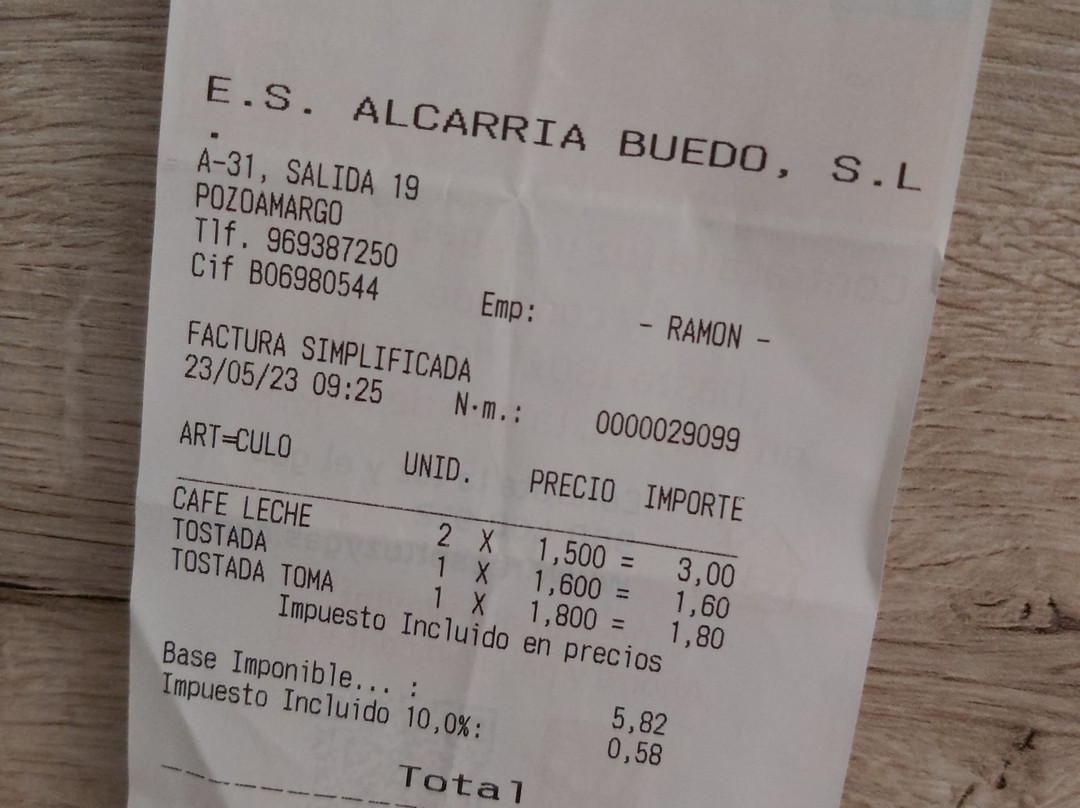 E.S. ALCARRIA BUEDO, S.L
.
A-31, SALIDA 19
POZOAMARGO
Tlf. 969387250
Cif B06980544
Emp: - RAMON -
FACTURA SIMPLIFICADA
23/05/23 09:25 N·m.: 0000029099
ART=CULO UNID. PRECIO IMPORTE
CAFE LECHE 2 X 1,500 = 3,00
TOSTADA 1 X 1,600 = 1,60
TOSTADA TOMA 1 X 1,800 = 1,80
Impuesto Incluido en precios
Base Imponible... : 5,82
Impuesto Incluido 10,0%: 0,58
Total